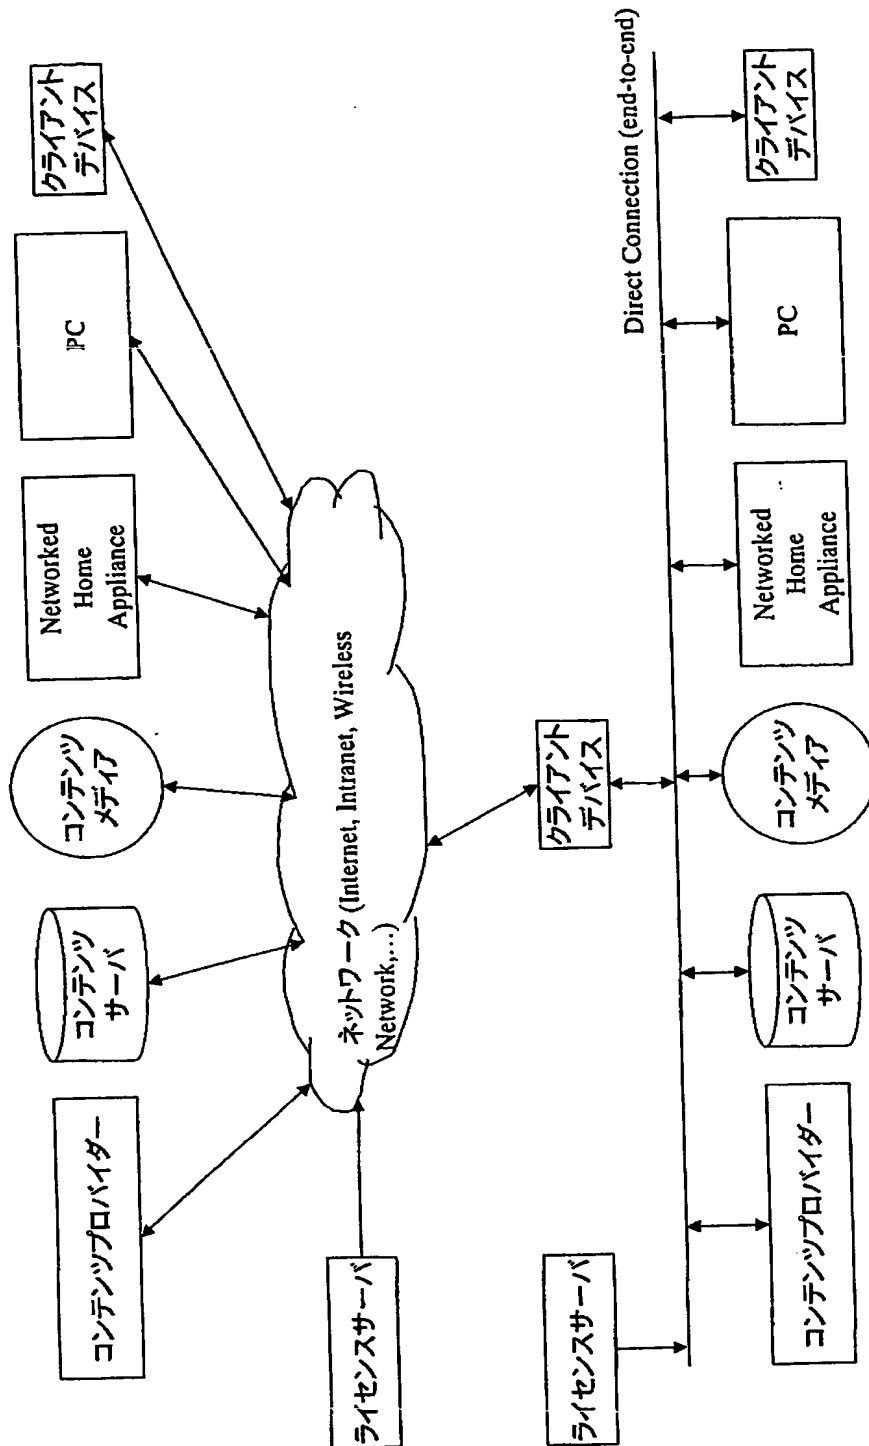 コンテンツプロバイダー
コンテンツ
サーバ
コンテンツ
メディア
Networked
Home
Appliance
PC
クライアント
デバイス
ライセンスサーバ
ネットワーク (Internet, Intranet, Wireless
Network,...)
クライアント
デバイス
ライセンスサーバ
Direct Connection (end-to-end)
コンテンツプロバイダー
コンテンツ
サーバ
コンテンツ
メディア
Networked
Home
Appliance
PC
クライアント
デバイス